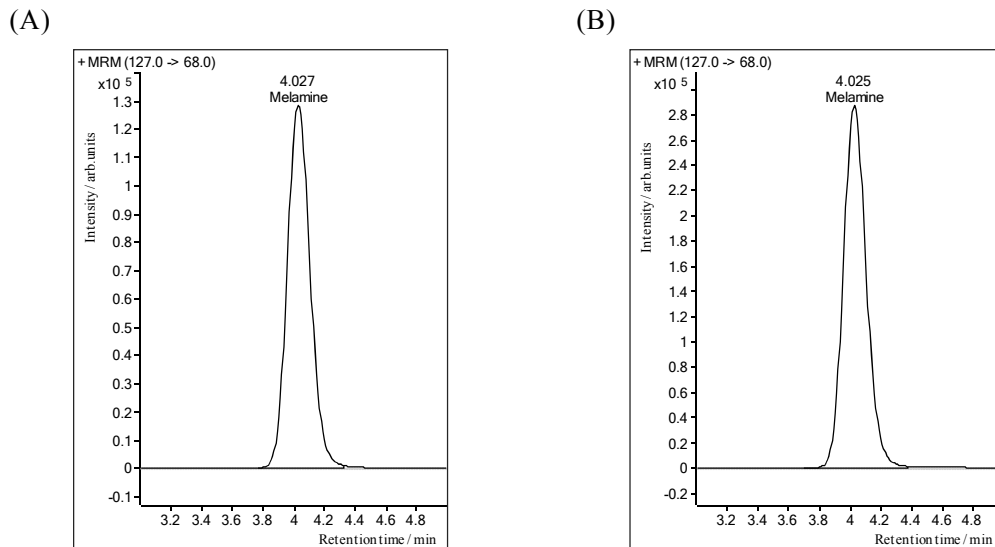 (A)
+ MRM (127.0 -> 68.0)
x10 5
4.027
Melamine
Intensity / arb.units
1.3
1.2
1.1
1
0.9
0.8
0.7
0.6
0.5
0.4
0.3
0.2
0.1
0
-0.1
3.2 3.4 3.6 3.8 4 4.2 4.4 4.6 4.8
Retention time / min
(B)
+ MRM (127.0 -> 68.0)
x10 5
4.025
Melamine
Intensity / arb.units
2.8
2.6
2.4
2.2
2
1.8
1.6
1.4
1.2
1
0.8
0.6
0.4
0.2
0
-0.2
3.2 3.4 3.6 3.8 4 4.2 4.4 4.6 4.8
Retention time / min